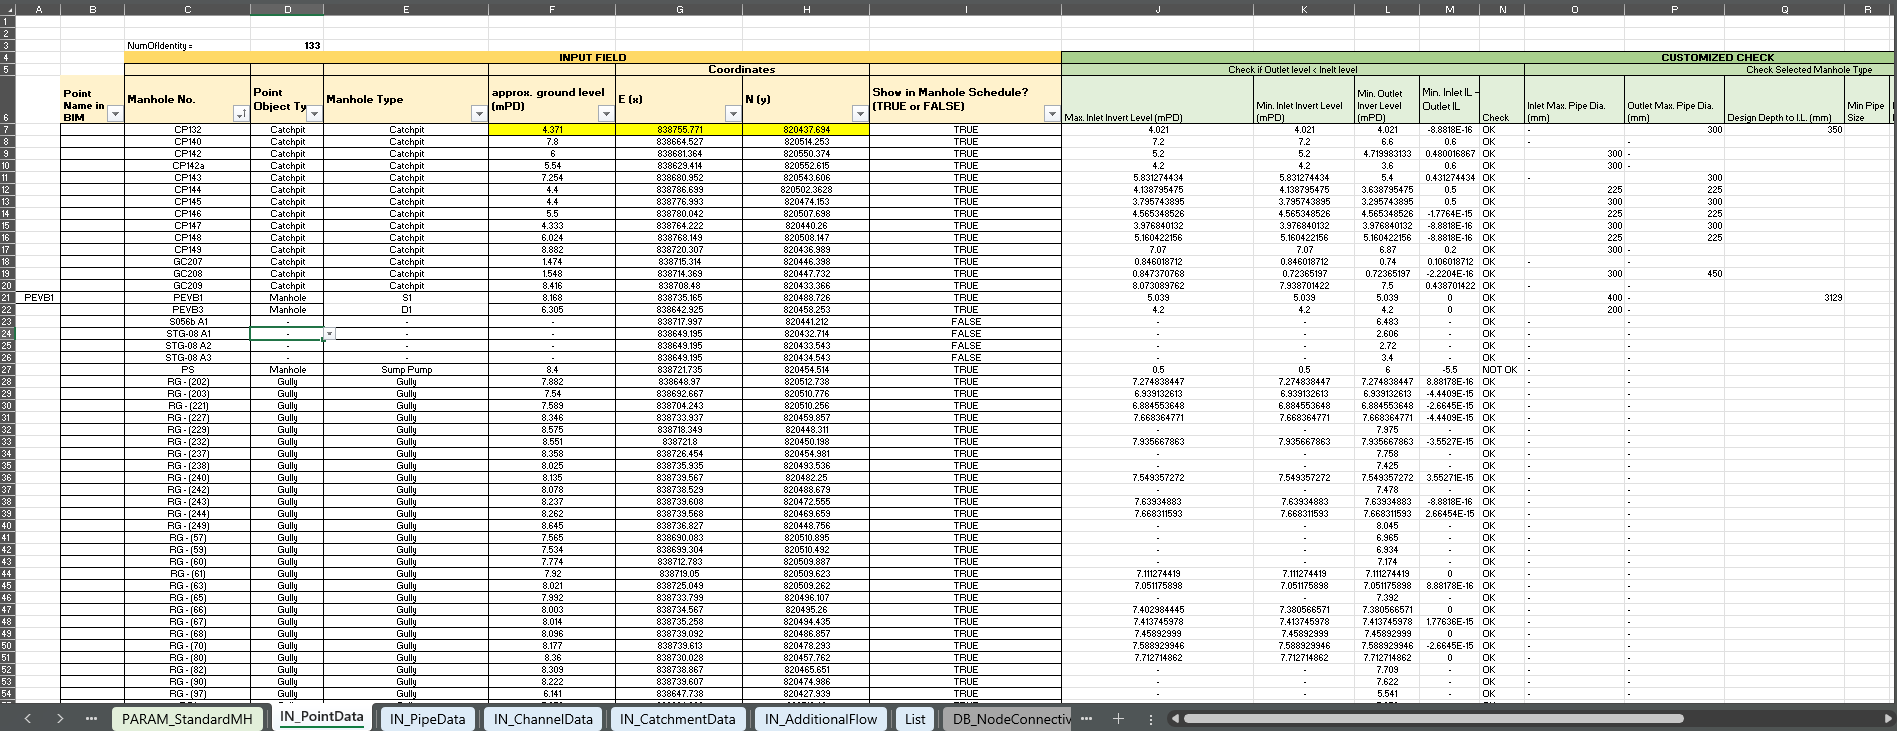 A B C D E F G H I J K L M N O P Q R
1
2
3 NumOfIdentity = 133
4 INPUT FIELD CUSTOMIZED CHECK
5 Coordinates Check if Outlet level < Inelt level Check Selected Manhole Type
6 Point Name in BIM Manhole No. Point Object Ty Manhole Type approx. ground level (mPD) E (x) N (y) Show in Manhole Schedule? (TRUE or FALSE) Max. Inlet Invert Level (mPD) Min. Inlet Invert Level (mPD) Min. Outlet Inver Level (mPD) Min. Inlet IL - Outlet IL Check Inlet Max. Pipe Dia. (mm) Outlet Max. Pipe Dia. (mm) Design Depth to I.L. (mm) Min Pipe Size
7 CP132 Catchpit Catchpit 4.371 838755.771 820437.694 TRUE 4.021 4.021 4.021 -8.8818E-16 OK - 300 350
8 CP140 Catchpit Catchpit 7.8 838664.527 820514.253 TRUE 7.2 7.2 6.6 0.6 OK - -
9 CP142 Catchpit Catchpit 6 838681.364 820550.374 TRUE 5.2 5.2 4.719983133 0.480016867 OK 300 -
10 CP142a Catchpit Catchpit 5.54 838629.414 820552.615 TRUE 4.2 4.2 3.6 0.6 OK 300 -
11 CP143 Catchpit Catchpit 7.254 838680.952 820543.606 TRUE 5.831274434 5.831274434 5.4 0.431274434 OK - 300
12 CP144 Catchpit Catchpit 4.4 838786.699 820502.3628 TRUE 4.138795475 4.138795475 3.638795475 0.5 OK 225 225
13 CP145 Catchpit Catchpit 4.4 838776.993 820474.153 TRUE 3.795743895 3.795743895 3.295743895 0.5 OK 300 300
14 CP146 Catchpit Catchpit 5.5 838780.042 820507.698 TRUE 4.565348526 4.565348526 4.565348526 -1.7764E-15 OK 225 225
15 CP147 Catchpit Catchpit 4.333 838764.222 820440.26 TRUE 3.976840132 3.976840132 3.976840132 -8.8818E-16 OK 300 300
16 CP148 Catchpit Catchpit 6.024 838768.149 820508.147 TRUE 5.160422156 5.160422156 5.160422156 -8.8818E-16 OK 225 225
17 CP149 Catchpit Catchpit 8.882 838720.307 820436.989 TRUE 7.07 7.07 6.87 0.2 OK 300 -
18 GC207 Catchpit Catchpit 1.474 838715.314 820446.398 TRUE 0.846018712 0.846018712 0.74 0.106018712 OK - -
19 GC208 Catchpit Catchpit 1.548 838714.369 820447.732 TRUE 0.847370768 0.72365197 0.72365197 -2.2204E-16 OK 300 450
20 GC209 Catchpit Catchpit 8.416 838708.48 820433.366 TRUE 8.073089762 7.938701422 7.5 0.438701422 OK - -
21 PEVB1 PEVB1 Manhole S1 8.168 838735.165 820488.726 TRUE 5.039 5.039 5.039 0 OK 400 - 3129
22 PEVB3 Manhole D1 6.305 838642.925 820458.253 TRUE 4.2 4.2 4.2 0 OK 200 -
23 S056b A1 - - - 838717.997 820441.212 FALSE - - 6.483 - OK - -
24 STG-08 A1 - - - 838649.195 820432.714 FALSE - - 2.606 - OK - -
25 STG-08 A2 - - - 838649.195 820433.543 FALSE - - 2.72 - OK - -
26 STG-08 A3 - - - 838649.195 820434.543 FALSE - - 3.4 - OK - -
27 PS Manhole Sump Pump 8.4 838721.735 820454.514 TRUE 0.5 0.5 6 -5.5 NOT OK - -
28 RG - (202) Gully Gully 7.882 838648.97 820512.738 TRUE 7.274838447 7.274838447 7.274838447 8.88178E-16 OK - -
29 RG - (203) Gully Gully 7.54 838692.667 820510.776 TRUE 6.939132613 6.939132613 6.939132613 -4.4409E-15 OK - -
30 RG - (221) Gully Gully 7.589 838704.243 820510.256 TRUE 6.884553648 6.884553648 6.884553648 -2.6645E-15 OK - -
31 RG - (227) Gully Gully 8.346 838733.937 820459.857 TRUE 7.668364771 7.668364771 7.668364771 -4.4409E-15 OK - -
32 RG - (229) Gully Gully 8.575 838718.349 820448.311 TRUE - - 7.975 - OK - -
33 RG - (232) Gully Gully 8.551 838721.8 820450.198 TRUE 7.935667863 7.935667863 7.935667863 -3.5527E-15 OK - -
34 RG - (237) Gully Gully 8.358 838726.454 820454.981 TRUE - - 7.758 - OK - -
35 RG - (238) Gully Gully 8.025 838735.935 820493.536 TRUE - - 7.425 - OK - -
36 RG - (240) Gully Gully 8.135 838739.567 820482.25 TRUE 7.549357272 7.549357272 7.549357272 3.55271E-15 OK - -
37 RG - (242) Gully Gully 8.078 838739.529 820488.679 TRUE - - 7.478 - OK - -
38 RG - (243) Gully Gully 8.237 838739.608 820472.555 TRUE 7.63934883 7.63934883 7.63934883 -8.8818E-16 OK - -
39 RG - (244) Gully Gully 8.262 838739.568 820469.659 TRUE 7.668311593 7.668311593 7.668311593 2.66454E-15 OK - -
40 RG - (249) Gully Gully 8.645 838736.827 820448.756 TRUE - - 8.045 - OK - -
41 RG - (57) Gully Gully 7.565 838690.083 820510.895 TRUE - - 6.965 - OK - -
42 RG - (59) Gully Gully 7.534 838699.304 820510.492 TRUE - - 6.934 - OK - -
43 RG - (60) Gully Gully 7.774 838712.783 820509.887 TRUE - - 7.174 - OK - -
44 RG - (61) Gully Gully 7.92 838719.05 820509.623 TRUE 7.111274419 7.111274419 7.111274419 0 OK - -
45 RG - (63) Gully Gully 8.021 838725.049 820509.262 TRUE 7.051175898 7.051175898 7.051175898 8.88178E-16 OK - -
46 RG - (65) Gully Gully 7.992 838733.799 820496.107 TRUE - - 7.392 - OK - -
47 RG - (66) Gully Gully 8.003 838734.567 820495.26 TRUE 7.402984445 7.380566571 7.380566571 0 OK - -
48 RG - (67) Gully Gully 8.014 838735.258 820494.435 TRUE 7.413745978 7.413745978 7.413745978 1.77636E-15 OK - -
49 RG - (68) Gully Gully 8.096 838739.092 820486.857 TRUE 7.45892999 7.45892999 7.45892999 0 OK - -
50 RG - (70) Gully Gully 8.177 838739.613 820478.293 TRUE 7.588929946 7.588929946 7.588929946 -2.6645E-15 OK - -
51 RG - (80) Gully Gully 8.36 838730.028 820457.762 TRUE 7.712714862 7.712714862 7.712714862 0 OK - -
52 RG - (82) Gully Gully 8.309 838738.867 820465.651 TRUE - - 7.709 - OK - -
53 RG - (90) Gully Gully 8.222 838739.607 820474.986 TRUE - - 7.622 - OK - -
54 RG - (97) Gully Gully 6.141 838647.738 820427.939 TRUE - - 5.541 - OK - -
PARAM_StandardMH IN_PointData IN_PipeData IN_ChannelData IN_CatchmentData IN_AdditionalFlow List DB_NodeConnectiv